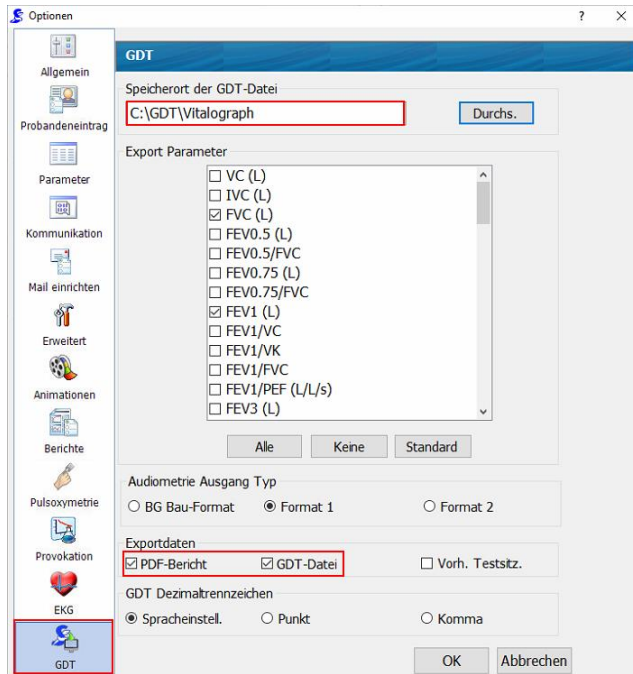 Optionen
? X
Allgemein
Probandeneintrag
Parameter
Kommunikation
Mail einrichten
Erweitert
Animationen
Berichte
Pulsoxymetrie
Provokation
EKG
GDT
GDT
Speicherort der GDT-Datei
C:\GDT\Vitalograph
Durchs.
Export Parameter
VC (L)
IVC (L)
FVC (L)
FEV0.5 (L)
FEV0.5/FVC
FEV0.75 (L)
FEV0.75/FVC
FEV1 (L)
FEV1/VC
FEV1/VK
FEV1/FVC
FEV1/PEF (L/L/s)
FEV3 (L)
Alle Keine Standard
Audiometrie Ausgang Typ
BG Bau-Format Format 1 Format 2
Exportdaten
PDF-Bericht GDT-Datei Vorh. Testsitz.
GDT Dezimaltrennzeichen
Spracheinstell. Punkt Komma
OK Abbrechen